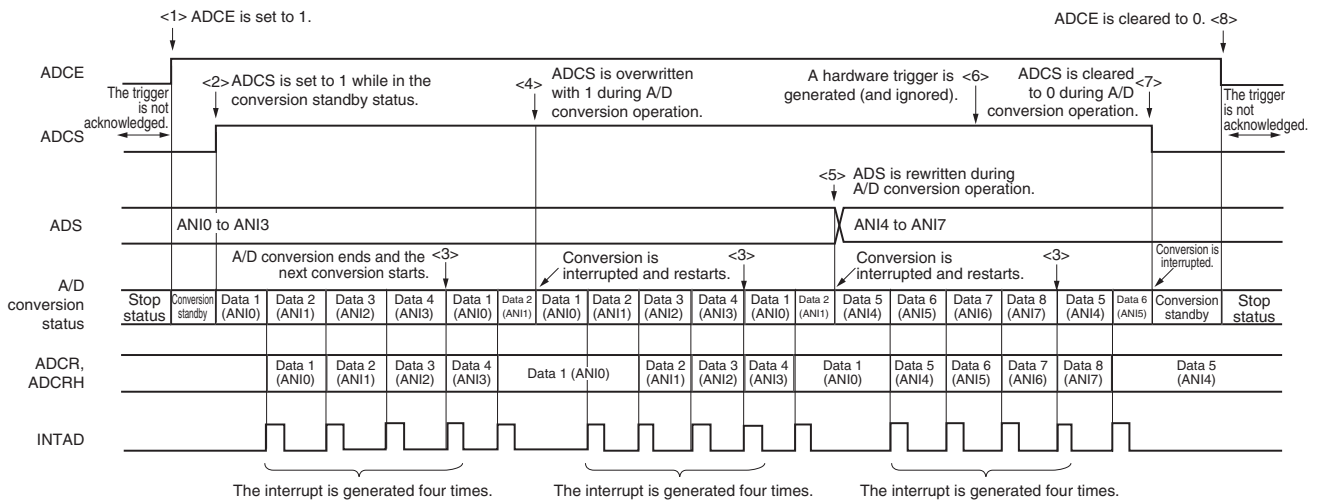 <1> ADCE is set to 1.
ADCE is cleared to 0. <8>
ADCE
The trigger
is not
acknowledged.
<2> ADCS is set to 1 while in the
conversion standby status.
<4> ADCS is overwritten
with 1 during A/D
conversion operation.
A hardware trigger is <6>
generated (and ignored).
ADCS is cleared <7>
to 0 during A/D
conversion operation.
The trigger
is not
acknowledged.
ADCS
<5> ADS is rewritten during
A/D conversion operation.
ADS
ANI0 to ANI3
ANI4 to ANI7
A/D conversion ends and the <3>
next conversion starts.
Conversion is
interrupted and restarts.
<3>
Conversion is
interrupted and restarts.
<3>
Conversion is
interrupted.
A/D
conversion
status
Stop
status
Conversion
standby
Data 1
(ANI0)
Data 2
(ANI1)
Data 3
(ANI2)
Data 4
(ANI3)
Data 1
(ANI0)
Data 2
(ANI1)
Data 1
(ANI0)
Data 2
(ANI1)
Data 3
(ANI2)
Data 4
(ANI3)
Data 1
(ANI0)
Data 2
(ANI1)
Data 5
(ANI4)
Data 6
(ANI5)
Data 7
(ANI6)
Data 8
(ANI7)
Data 5
(ANI4)
Data 6
(ANI5)
Conversion
standby
Stop
status
ADCR,
ADCRH
Data 1
(ANI0)
Data 2
(ANI1)
Data 3
(ANI2)
Data 4
(ANI3)
Data 1 (ANI0)
Data 2
(ANI1)
Data 3
(ANI2)
Data 4
(ANI3)
Data 1
(ANI0)
Data 5
(ANI4)
Data 6
(ANI5)
Data 7
(ANI6)
Data 8
(ANI7)
Data 5
(ANI4)
INTAD
The interrupt is generated four times.
The interrupt is generated four times.
The interrupt is generated four times.